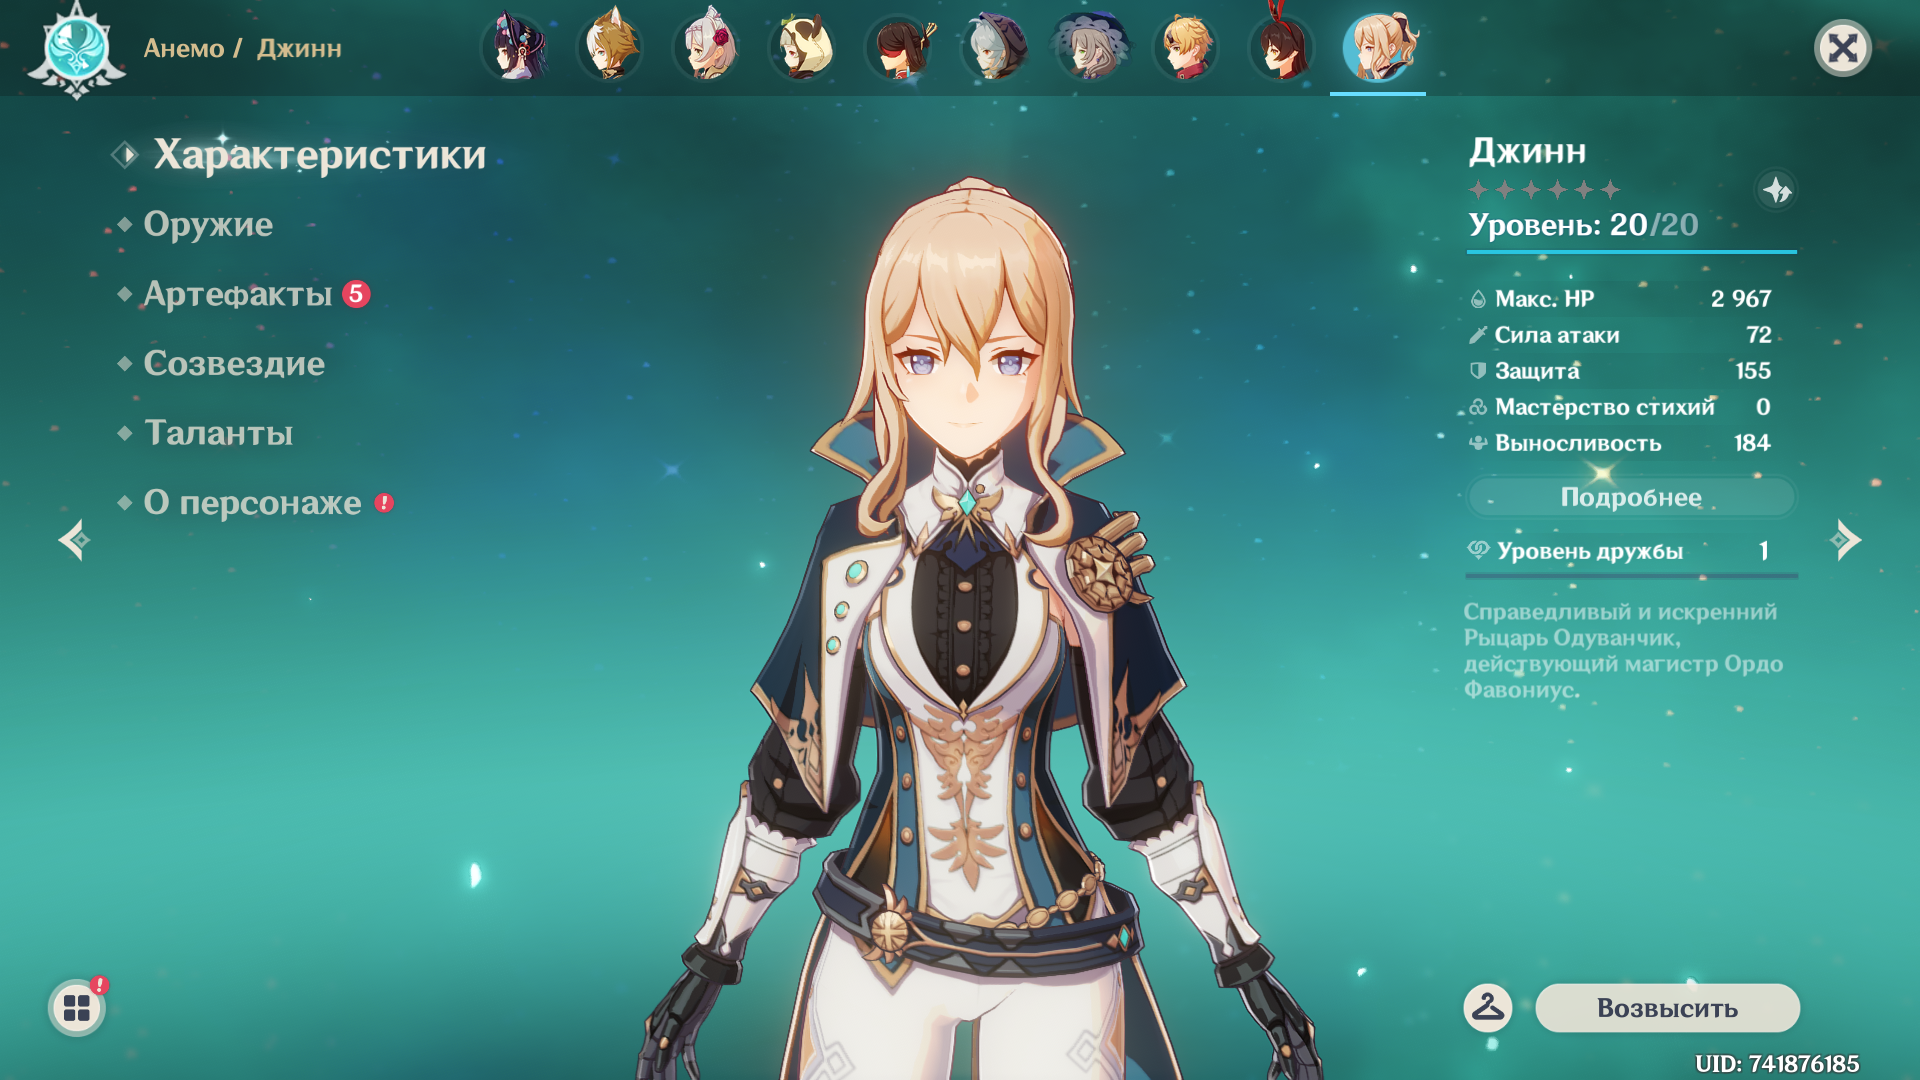 Анемо / Джинн
Характеристики
Оружие
Артефакты 5
Созвездие
Таланты
О персонаже !
Джинн
Уровень: 20/20
Макс. HP 2 967
Сила атаки 72
Защита 155
Мастерство стихий 0
Выносливость 184
Подробнее
Уровень дружбы 1
Справедливый и искренний
Рыцарь Одуванчик,
действующий магистр Ордо
Фавониус.
!
Возвысить
UID: 741876185